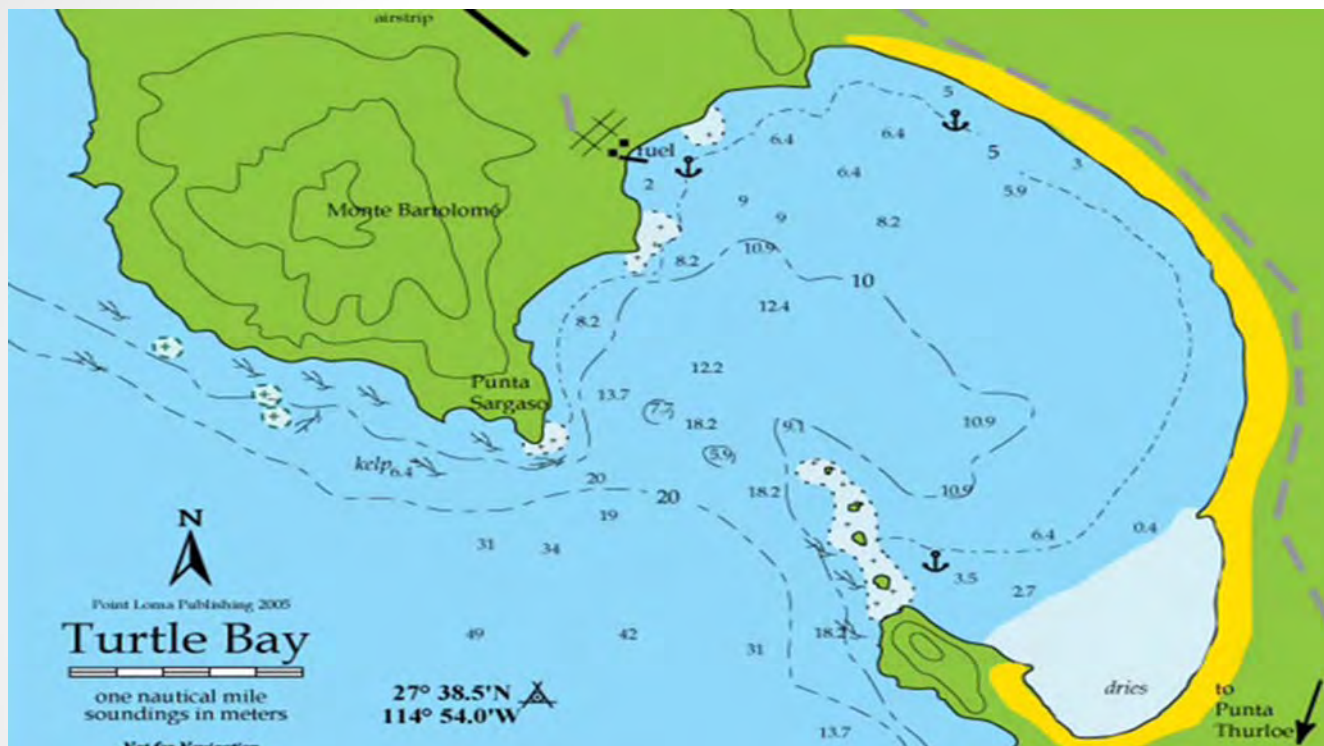 airstrip
fuel
Monte Bartolomé
Punta
Sargaso
kelp
6.4
2
5
6.4
6.4
5
3
5.9
6.4
9
9
8.2
8.2
10.9
10
8.2
12.4
12.2
13.7
7.7
18.2
9.1
10.9
5.9
20
18.2
20
10.9
19
31
34
6.4
0.4
3.5
2.7
49
42
31
18.2
13.7
N
Point Loma Publishing 2005
Turtle Bay
one nautical mile
soundings in meters
Not for Navigation
27° 38.5'N
114° 54.0'W
dries
to
Punta
Thurloe